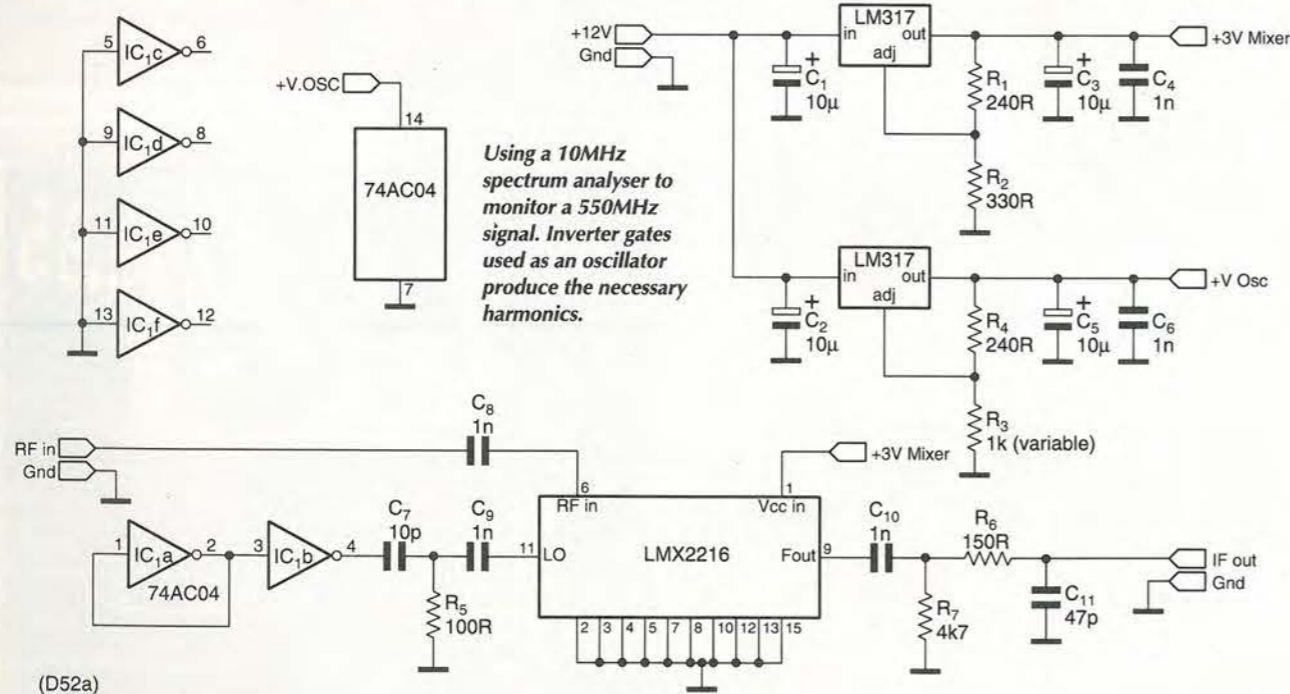 5
IC1c
6
9
IC1d
8
11
IC1e
10
13
IC1f
12
+V.OSC
14
74AC04
7
Using a 10MHz
spectrum analyser to
monitor a 550MHz
signal. Inverter gates
used as an oscillator
produce the necessary
harmonics.
+12V
Gnd
C1
10µ
+
LM317
in
out
adj
R1
240R
R2
330R
+
C3
10µ
C4
1n
+3V Mixer
+
C2
10µ
LM317
in
out
adj
R4
240R
R3
1k (variable)
+
C5
10µ
C6
1n
+V Osc
RF in
Gnd
C8
1n
1
IC1a
2
74AC04
3
IC1b
4
C7
10p
R5
100R
C9
1n
6
RF in
11
LO
LMX2216
1
Vcc in
+3V Mixer
Fout
9
2 3 4 5 7 8 10 12 13 15
C10
1n
R7
4k7
R6
150R
C11
47p
IF out
Gnd
(D52a)